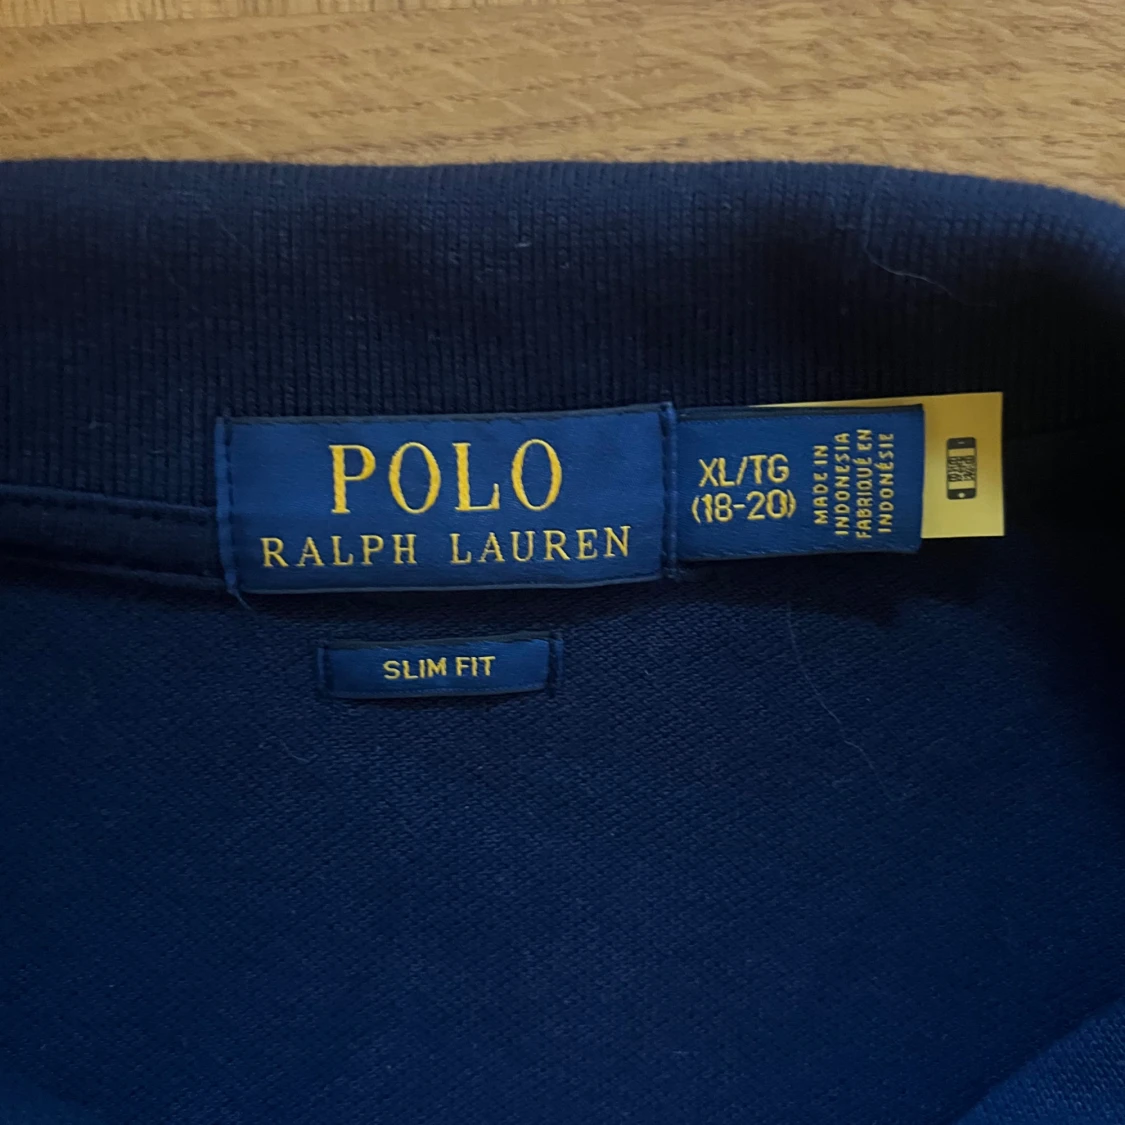 POLO
RALPH LAUREN
XL/TG
(18-20)
MADE IN
INDONESIA
FABRIQUÉ EN
INDONÉSIE
SLIM FIT